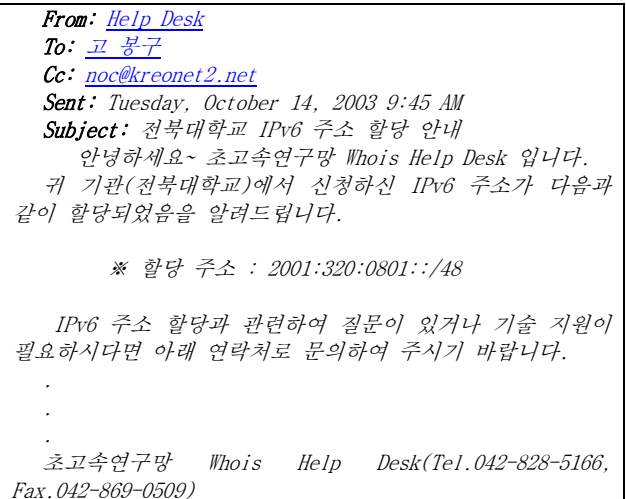 From: Help Desk
To: 고 봉구
Cc: noc@kreonet2.net
Sent: Tuesday, October 14, 2003 9:45 AM
Subject: 전북대학교 IPv6 주소 할당 안내
안녕하세요~ 초고속연구망 Whois Help Desk 입니다.
귀 기관(전북대학교)에서 신청하신 IPv6 주소가 다음과
같이 할당되었음을 알려드립니다.
※ 할당 주소 : 2001:320:0801::/48
IPv6 주소 할당과 관련하여 질문이 있거나 기술 지원이
필요하시다면 아래 연락처로 문의하여 주시기 바랍니다.
.
.
.
초고속연구망 Whois Help Desk(Tel.042-828-5166,
Fax.042-869-0509)